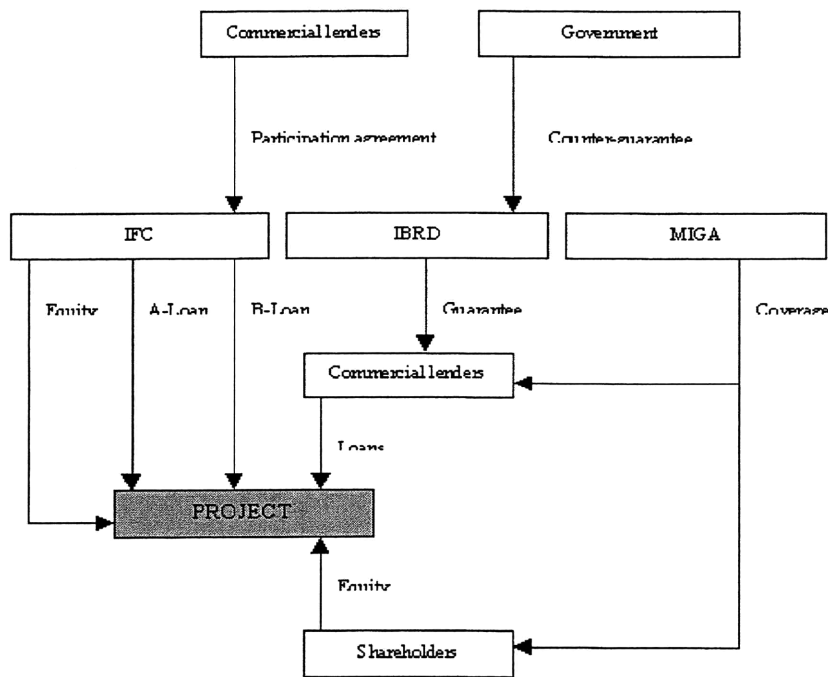 Commercial lenders
Government
Participation agreement
Counter-guarantee
IFC
IBRD
MIGA
Equity
A-Loan
B-Loan
Guarantee
Coverage
Commercial lenders
Loans
PROJECT
Equity
Shareholders